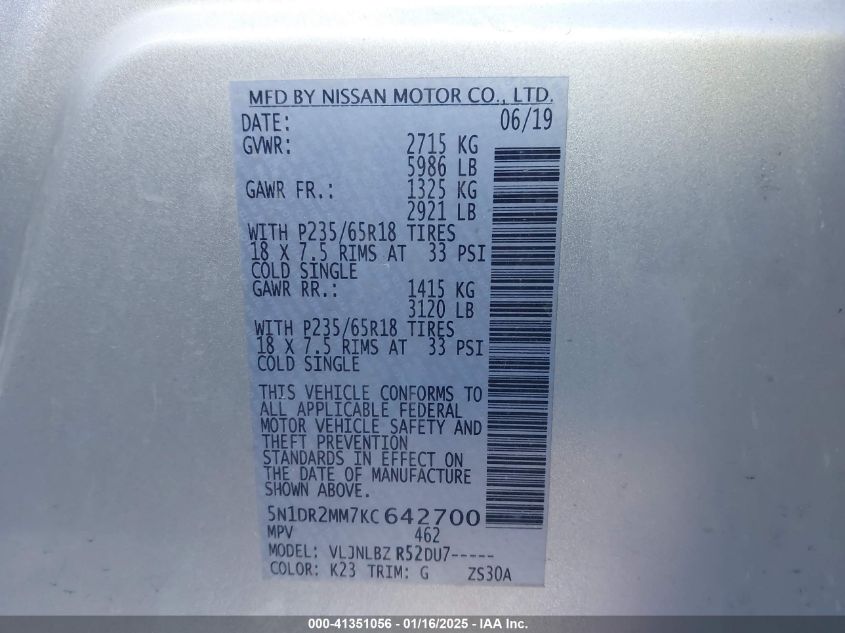 MFD BY NISSAN MOTOR CO., LTD.
DATE: 06/19
GVWR: 2715 KG
5986 LB
GAWR FR.: 1325 KG
2921 LB
WITH P235/65R18 TIRES
18 X 7.5 RIMS AT 33 PSI
COLD SINGLE
GAWR RR.: 1415 KG
3120 LB
WITH P235/65R18 TIRES
18 X 7.5 RIMS AT 33 PSI
COLD SINGLE
THIS VEHICLE CONFORMS TO
ALL APPLICABLE FEDERAL
MOTOR VEHICLE SAFETY AND
THEFT PREVENTION
STANDARDS IN EFFECT ON
THE DATE OF MANUFACTURE
SHOWN ABOVE.
5N1DR2MM7KC642700
MPV 462
MODEL: VLJNLBZ R52DU7-----
COLOR: K23 TRIM: G ZS30A
000-41351056 - 01/16/2025 - IAA Inc.